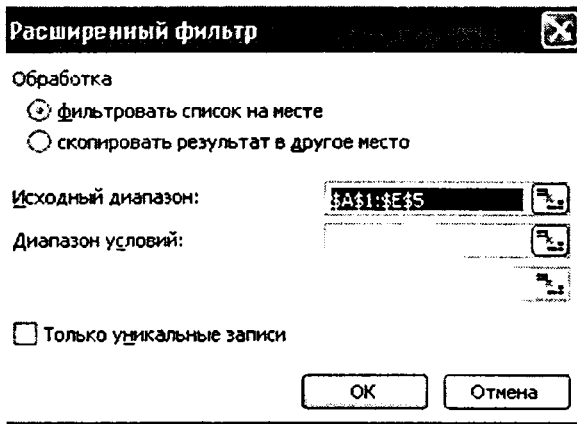 Расширенный фильтр
Обработка
фильтровать список на месте
скопировать результат в другое место
Исходный диапазон:
$A$1:$E$5
Диапазон условий:
Только уникальные записи
OK
Отмена